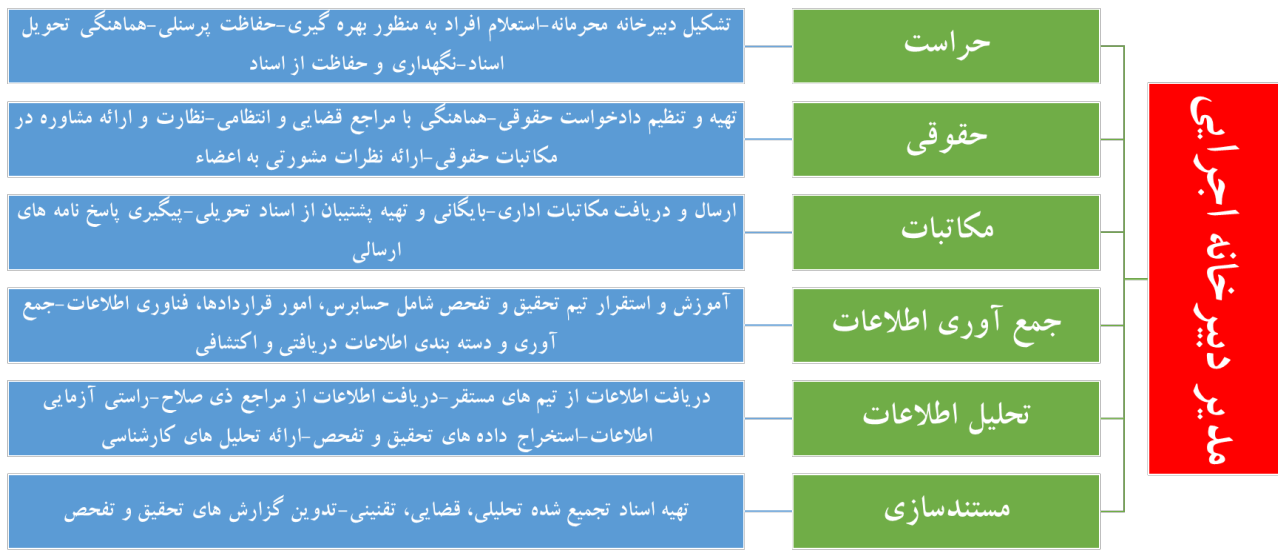 مدیر دبیر خانه اجرایی
حراست
تشکیل دبیرخانه محرمانه-استعلام افراد به منظور بهره گیری-حفاظت پرسنلی-هماهنگی تحویل
اسناد-نگهداری و حفاظت از اسناد
حقوقی
تهیه و تنظیم دادخواست حقوقی-هماهنگی با مراجع قضایی و انتظامی-نظارت و ارائه مشاوره در
مکاتبات حقوقی-ارائه نظرات مشورتی به اعضاء
مکاتبات
ارسال و دریافت مکاتبات اداری-بایگانی و تهیه پشتیبان از اسناد تحویلی-پیگیری پاسخ نامه های
ارسالی
جمع آوری اطلاعات
آموزش و استقرار تیم تحقیق و تفحص شامل حسابرس، امور قراردادها، فناوری اطلاعات-جمع
آوری و دسته بندی اطلاعات دریافتی و اکتشافی
تحلیل اطلاعات
دریافت اطلاعات از تیم های مستقر-دریافت اطلاعات از مراجع ذی صلاح-راستی آزمایی
اطلاعات-استخراج داده های تحقیق و تفحص-ارائه تحلیل های کارشناسی
مستندسازی
تهیه اسناد تجمیع شده تحلیلی، قضایی، تقنینی-تدوین گزارش های تحقیق و تفحص